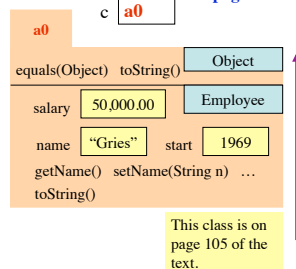 c a0
a0
equals(Object) toString() Object
salary 50,000.00 Employee
name “Gries” start 1969
getName() setName(String n) …
toString()
This class is on
page 105 of the
text.